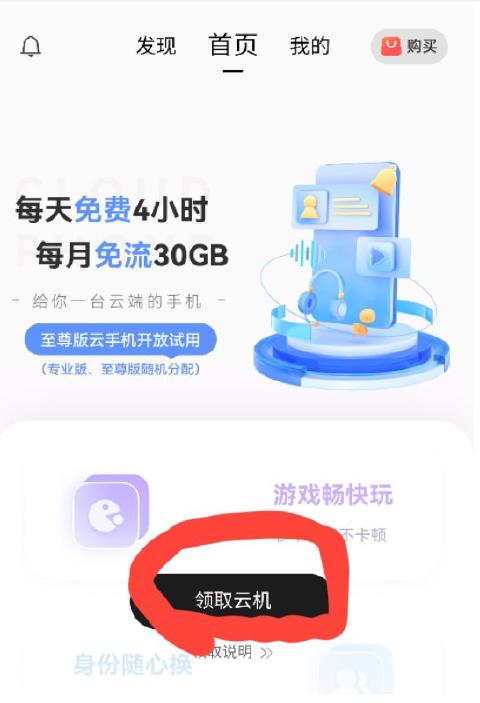 发现 首页 我的 购买
每天免费4小时
每月免流30GB
- 给你一台云端的手机 -
至尊版云手机开放试用
(专业版、至尊版随机分配)
游戏畅快玩
不卡顿
领取云机
领取说明 >>
身份随心换